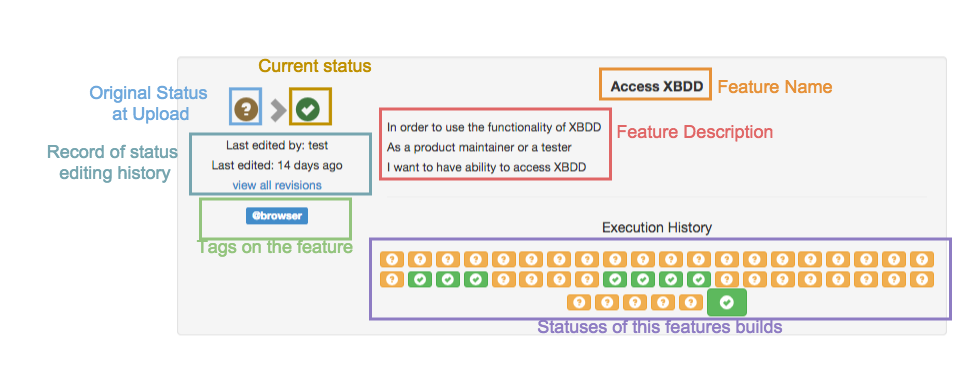 Current status
Original Status
at Upload
Access XBDD
Feature Name
In order to use the functionality of XBDD
As a product maintainer or a tester
I want to have ability to access XBDD
Feature Description
Record of status
editing history
Last edited by: test
Last edited: 14 days ago
view all revisions
@browser
Tags on the feature
Execution History
Statuses of this features builds